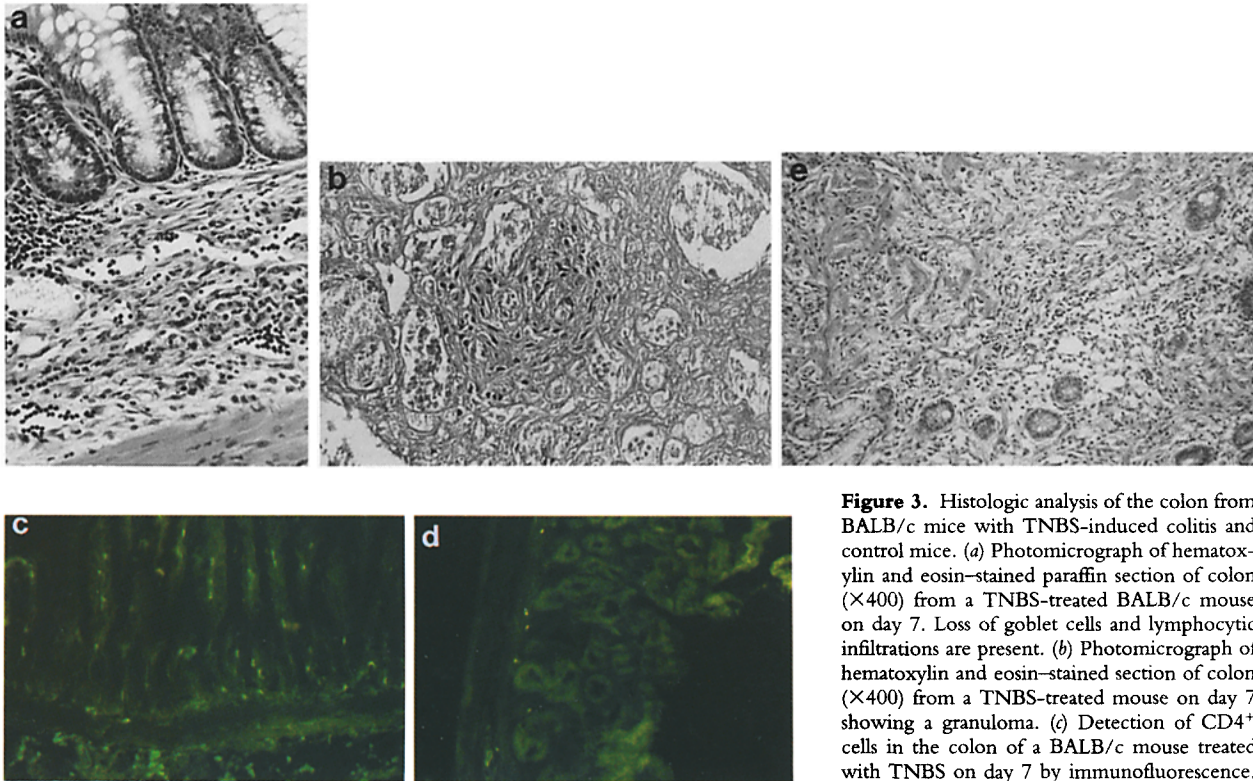 a
b
e
c
d
Figure 3. Histologic analysis of the colon from
BALB/c mice with TNBS-induced colitis and
control mice. (a) Photomicrograph of hematox-
ylin and eosin–stained paraffin section of colon
(×400) from a TNBS-treated BALB/c mouse
on day 7. Loss of goblet cells and lymphocytic
infiltrations are present. (b) Photomicrograph of
hematoxylin and eosin–stained section of colon
(×400) from a TNBS-treated mouse on day 7
showing a granuloma. (c) Detection of CD4+
cells in the colon of a BALB/c mouse treated
with TNBS on day 7 by immunofluorescence.